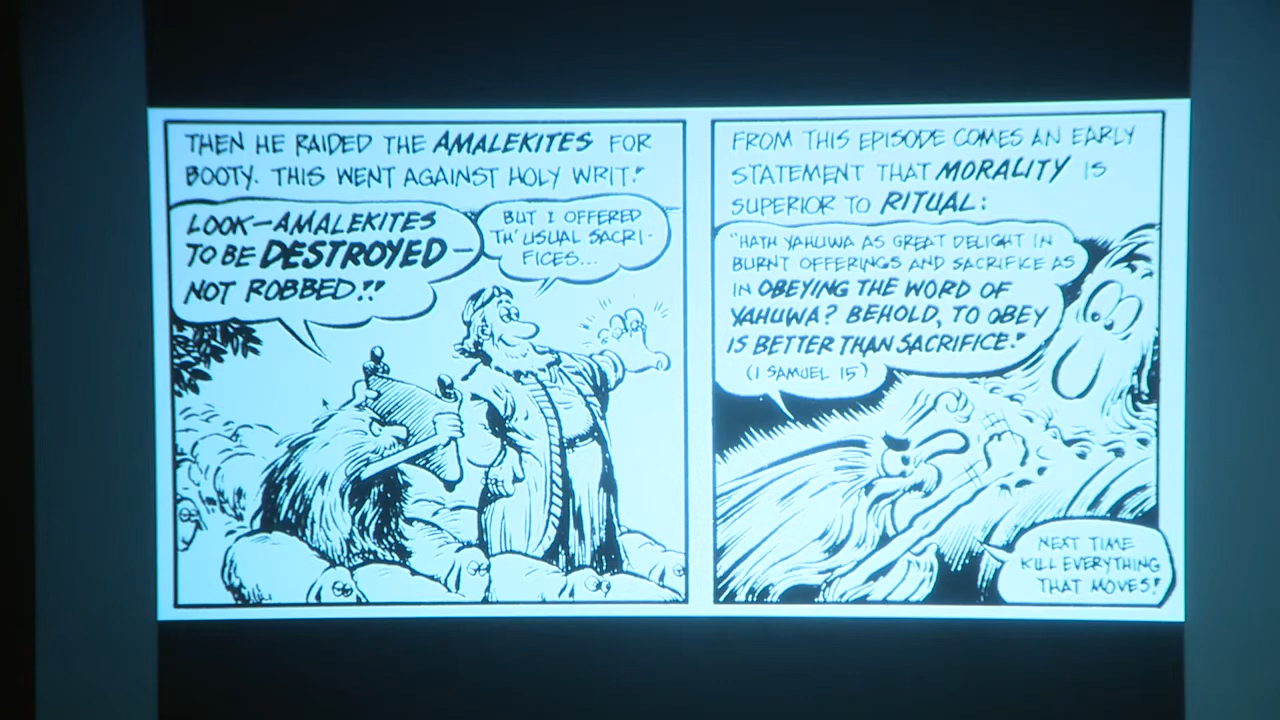 THEN HE RAIDED THE AMALEKITES FOR
BOOTY. THIS WENT AGAINST HOLY WRIT!
LOOK—AMALEKITES
TO BE DESTROYED—
NOT ROBBED!!
BUT I OFFERED
TH' USUAL SACRI-
FICES...
FROM THIS EPISODE COMES AN EARLY
STATEMENT THAT MORALITY IS
SUPERIOR TO RITUAL:
"HATH YAHUWA AS GREAT DELIGHT IN
BURNT OFFERINGS AND SACRIFICE AS
IN OBEYING THE WORD OF
YAHUWA? BEHOLD, TO OBEY
IS BETTER THAN SACRIFICE!"
(I SAMUEL 15)
NEXT TIME
KILL EVERYTHING
THAT MOVES!